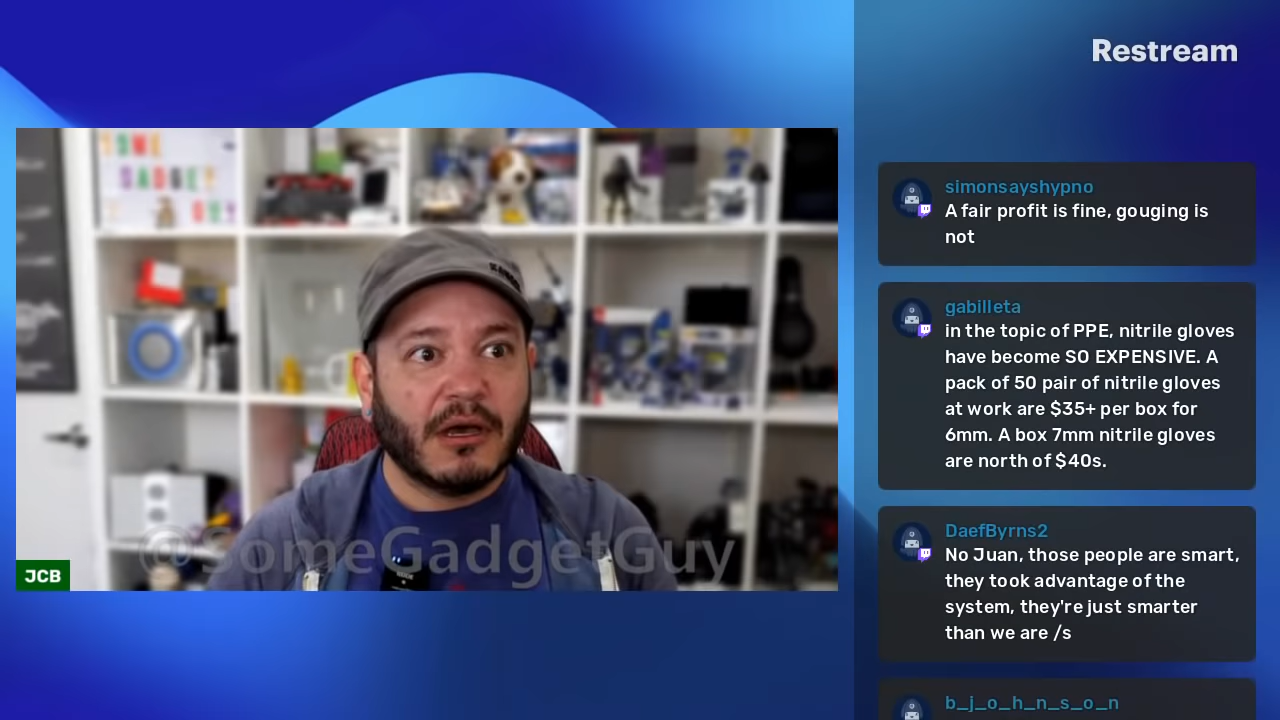 Restream
SOME
GADGET
GUY
simonsayshypno
A fair profit is fine, gouging is
not
gabilleta
in the topic of PPE, nitrile gloves
have become SO EXPENSIVE. A
pack of 50 pair of nitrile gloves
at work are $35+ per box for
6mm. A box 7mm nitrile gloves
are north of $40s.
DaefByrns2
No Juan, those people are smart,
they took advantage of the
system, they're just smarter
than we are /s
b_j_o_h_n_s_o_n
@SomeGadgetGuy
JCB